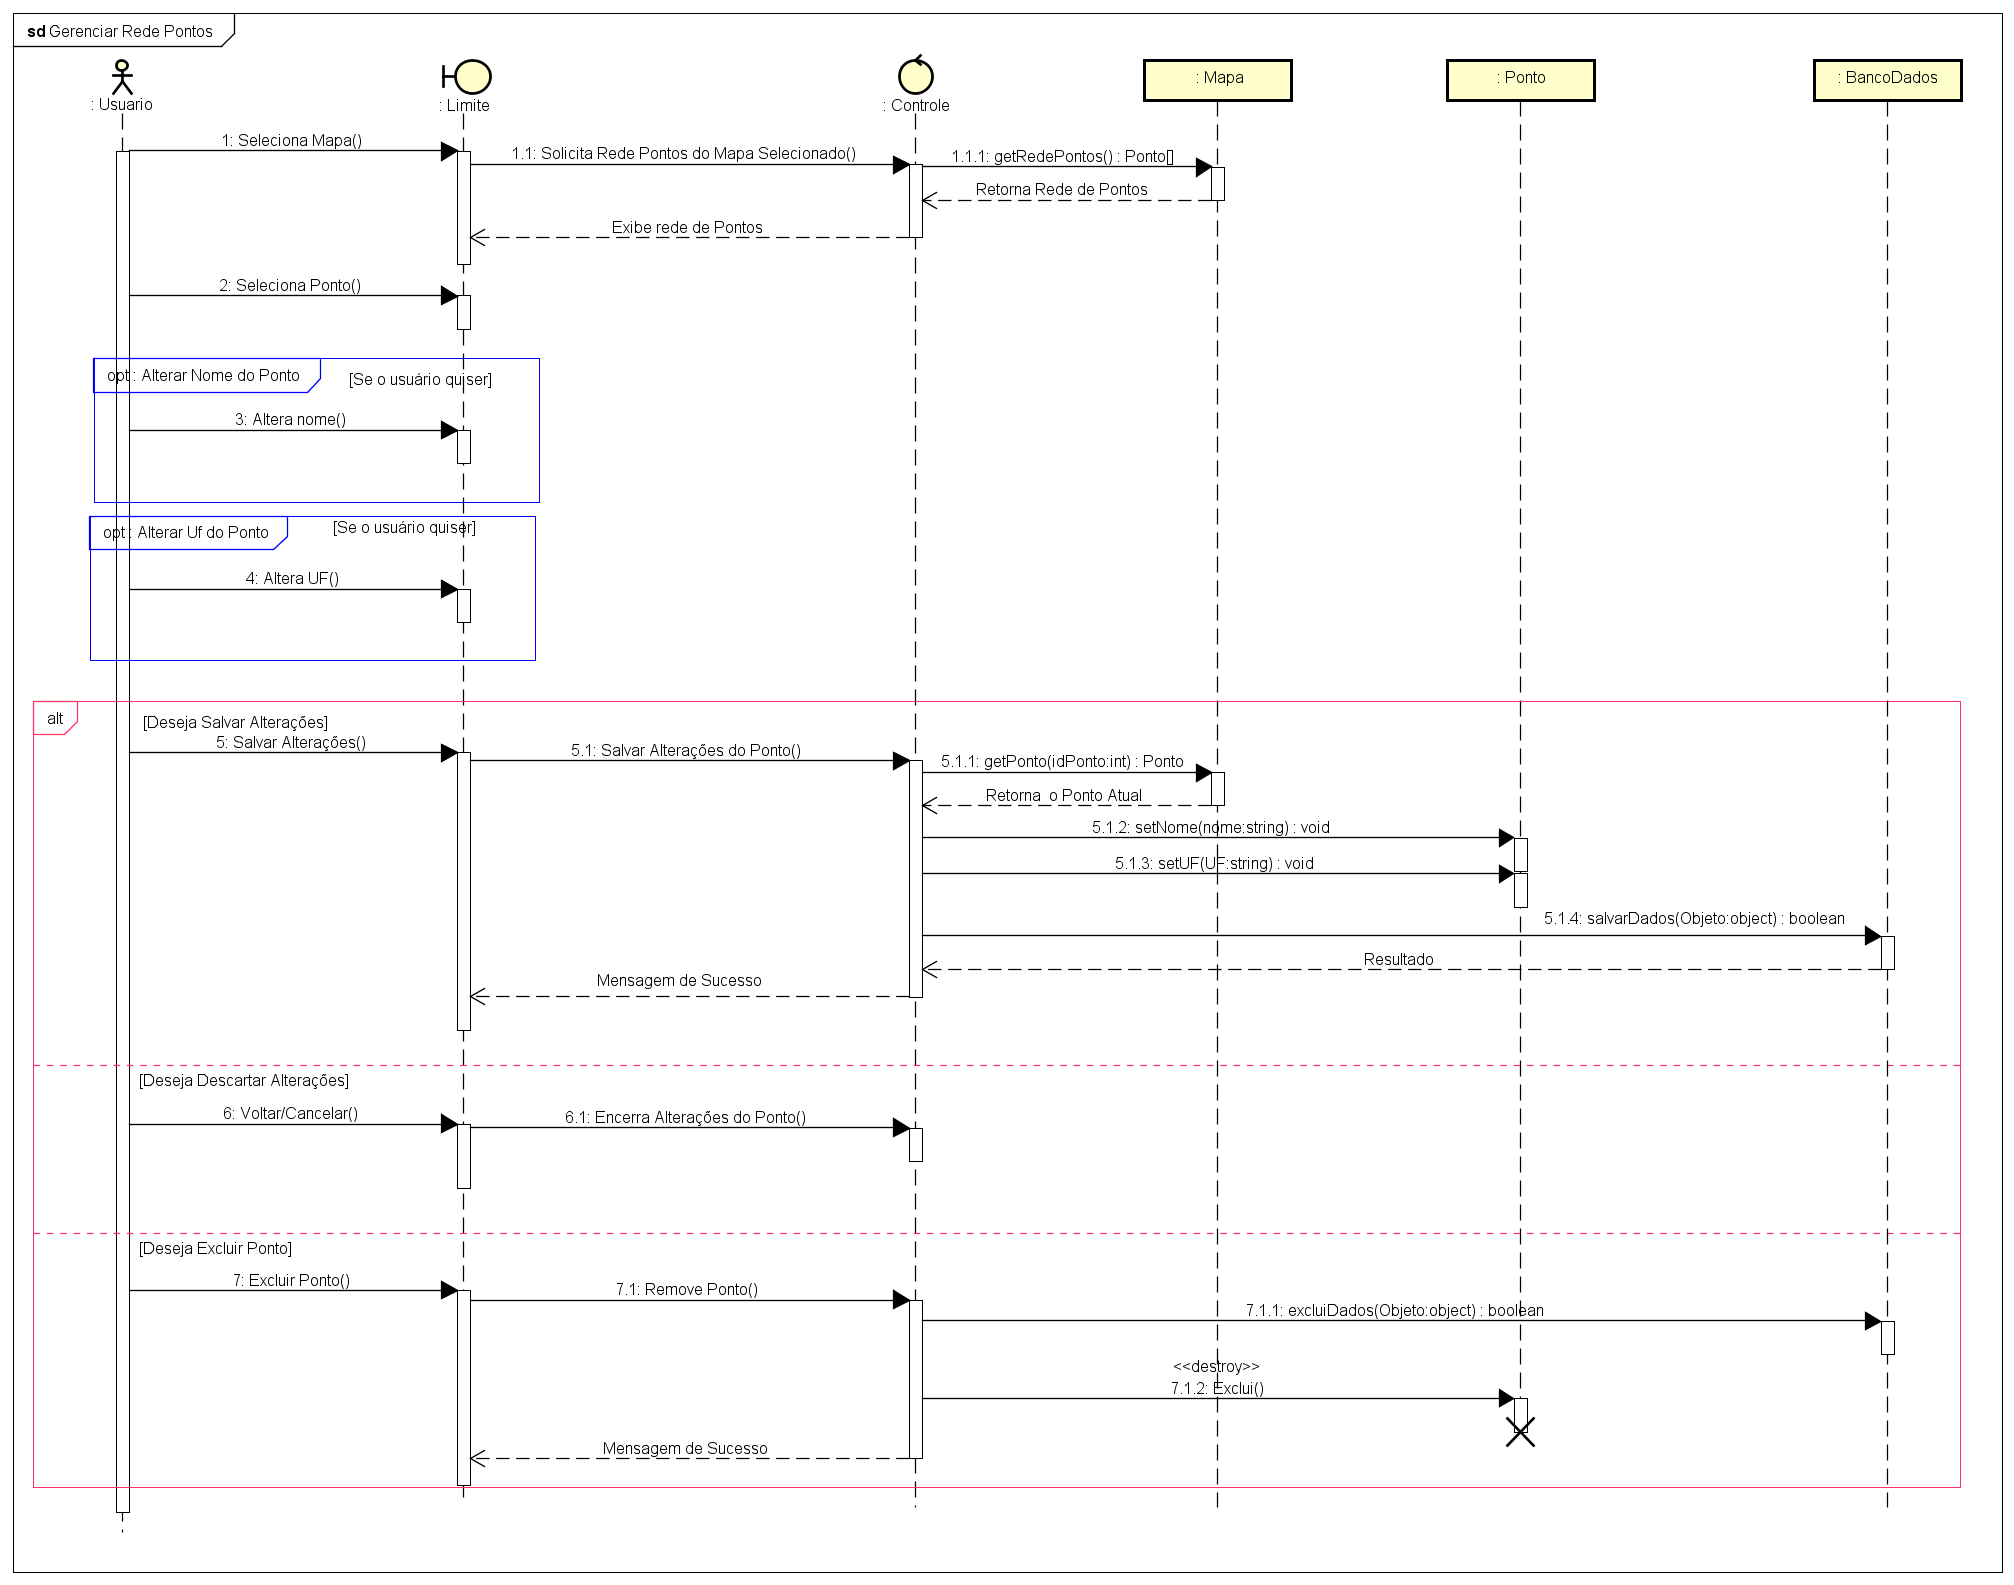 sd Gerenciar Rede Pontos
: Usuario
: Limite
: Controle
: Mapa
: Ponto
: BancoDados
1: Seleciona Mapa()
1.1: Solicita Rede Pontos do Mapa Selecionado()
1.1.1: getRedePontos() : Ponto[]
Retorna Rede de Pontos
Exibe rede de Pontos
2: Seleciona Ponto()
opt : Alterar Nome do Ponto
[Se o usuário quiser]
3: Altera nome()
opt : Alterar Uf do Ponto
[Se o usuário quiser]
4: Altera UF()
alt
[Deseja Salvar Alterações]
5: Salvar Alterações()
5.1: Salvar Alterações do Ponto()
5.1.1: getPonto(idPonto:int) : Ponto
Retorna  o Ponto Atual
5.1.2: setNome(nome:string) : void
5.1.3: setUF(UF:string) : void
5.1.4: salvarDados(Objeto:object) : boolean
Resultado
Mensagem de Sucesso
[Deseja Descartar Alterações]
6: Voltar/Cancelar()
6.1: Encerra Alterações do Ponto()
[Deseja Excluir Ponto]
7: Excluir Ponto()
7.1: Remove Ponto()
7.1.1: excluiDados(Objeto:object) : boolean
<<destroy>>
7.1.2: Exclui()
Mensagem de Sucesso